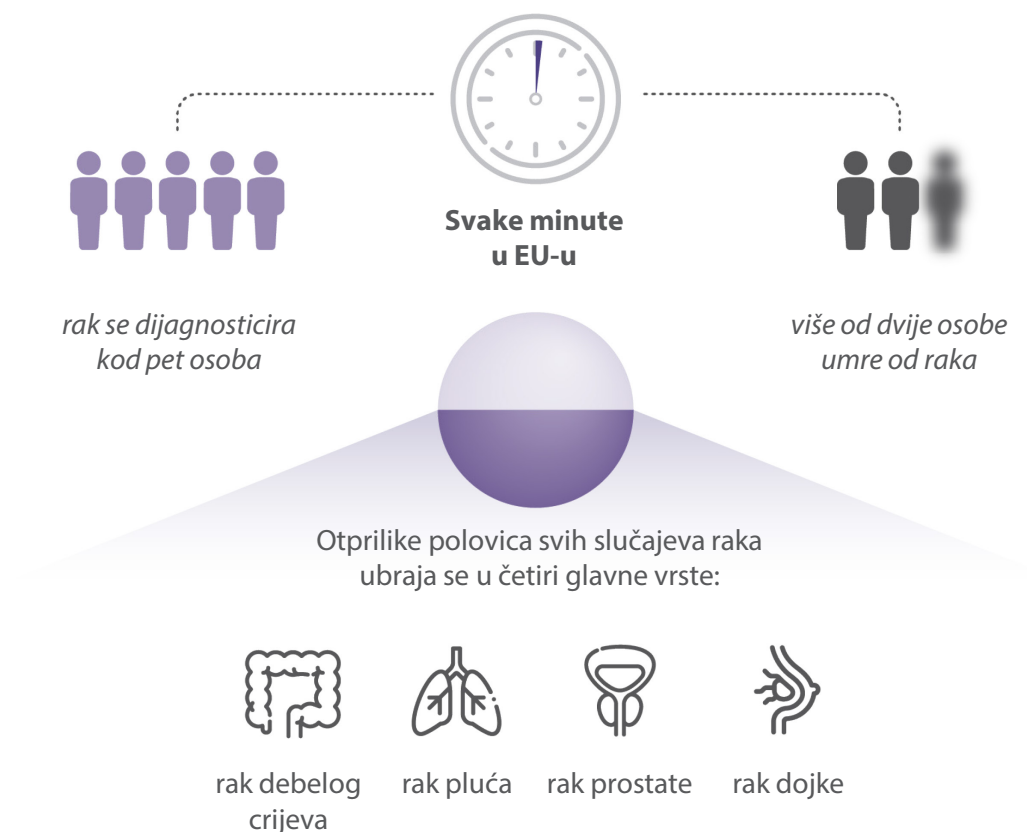 Svake minute
u EU-u
rak se dijagnosticira
kod pet osoba
više od dvije osobe
umre od raka
Otprilike polovica svih slučajeva raka
ubraja se u četiri glavne vrste:
rak debelog
crijeva
rak pluća
rak prostate
rak dojke